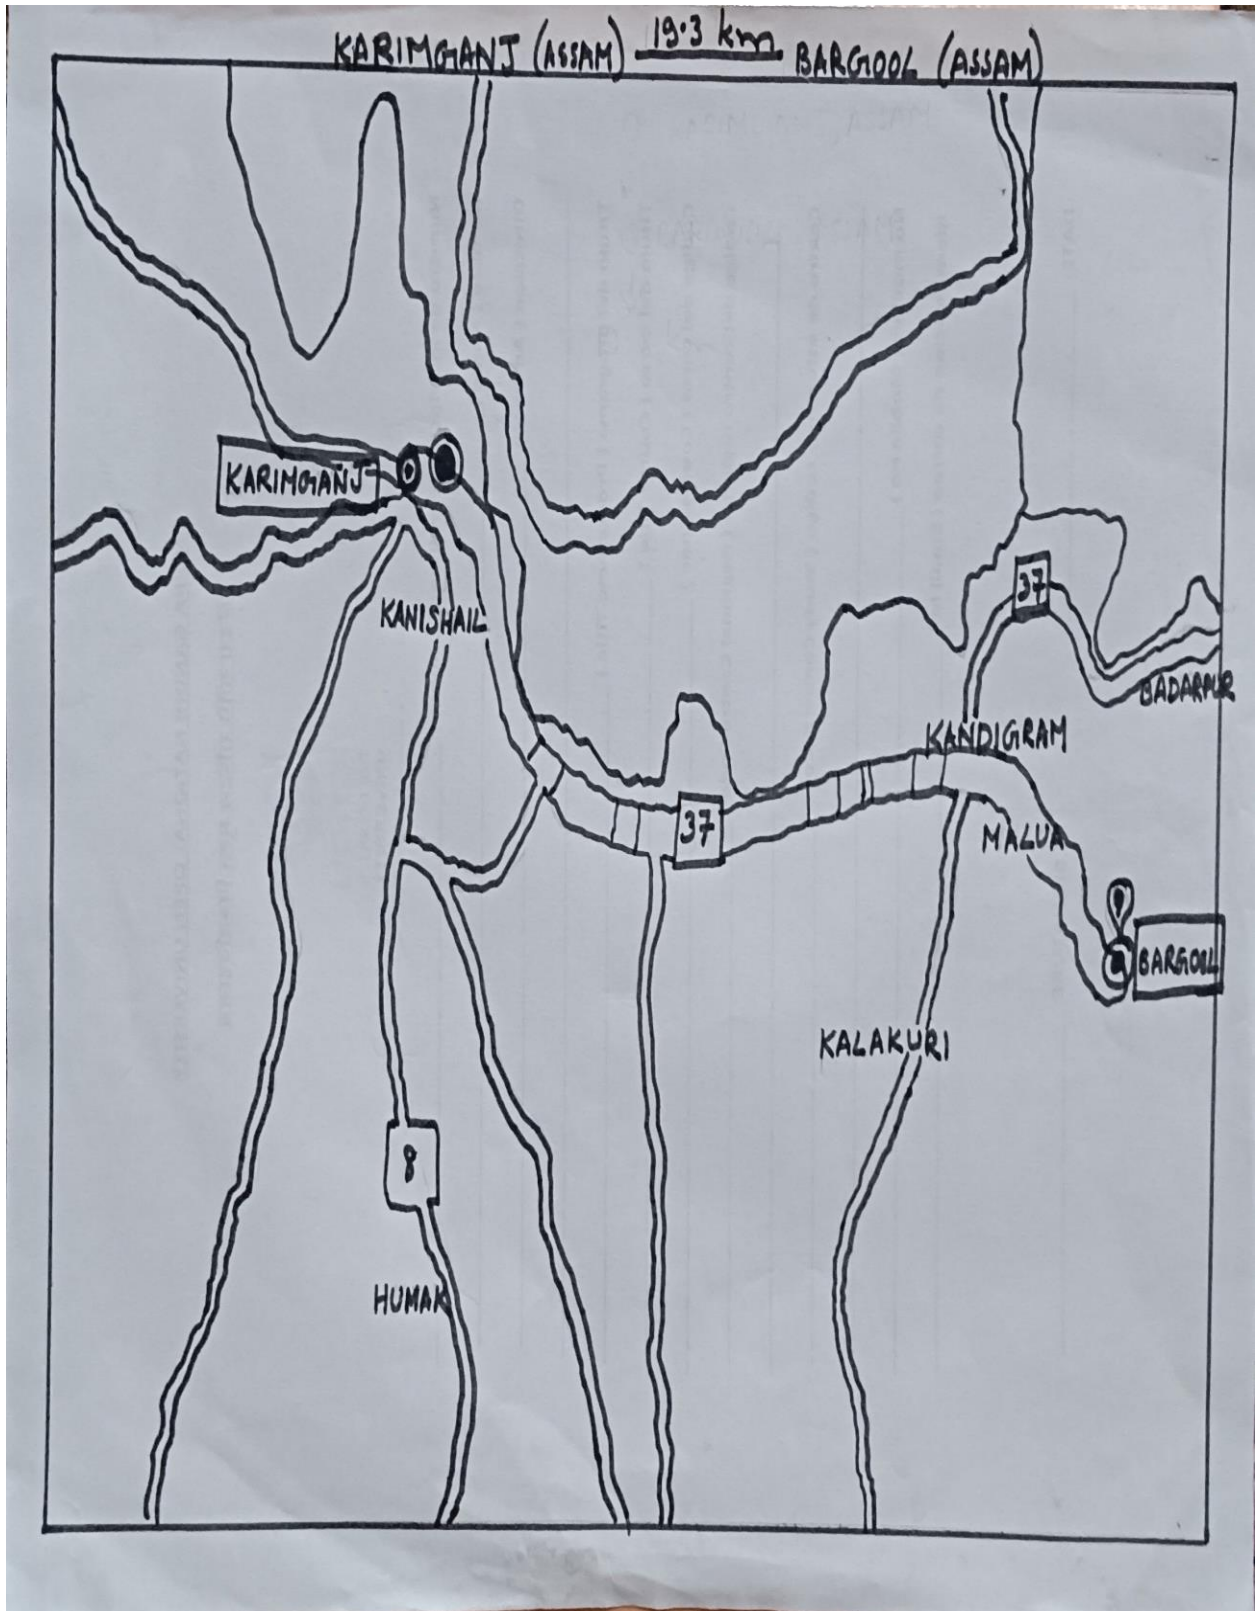 KARIMGANJ (ASSAM) 19.3 km BARGOOL (ASSAM)
KARIMGANJ
KANISHAIL
37
BADARPUR
KANDIGRAM
37
MALUA
BARGOOL
KALAKURI
8
HUMAK